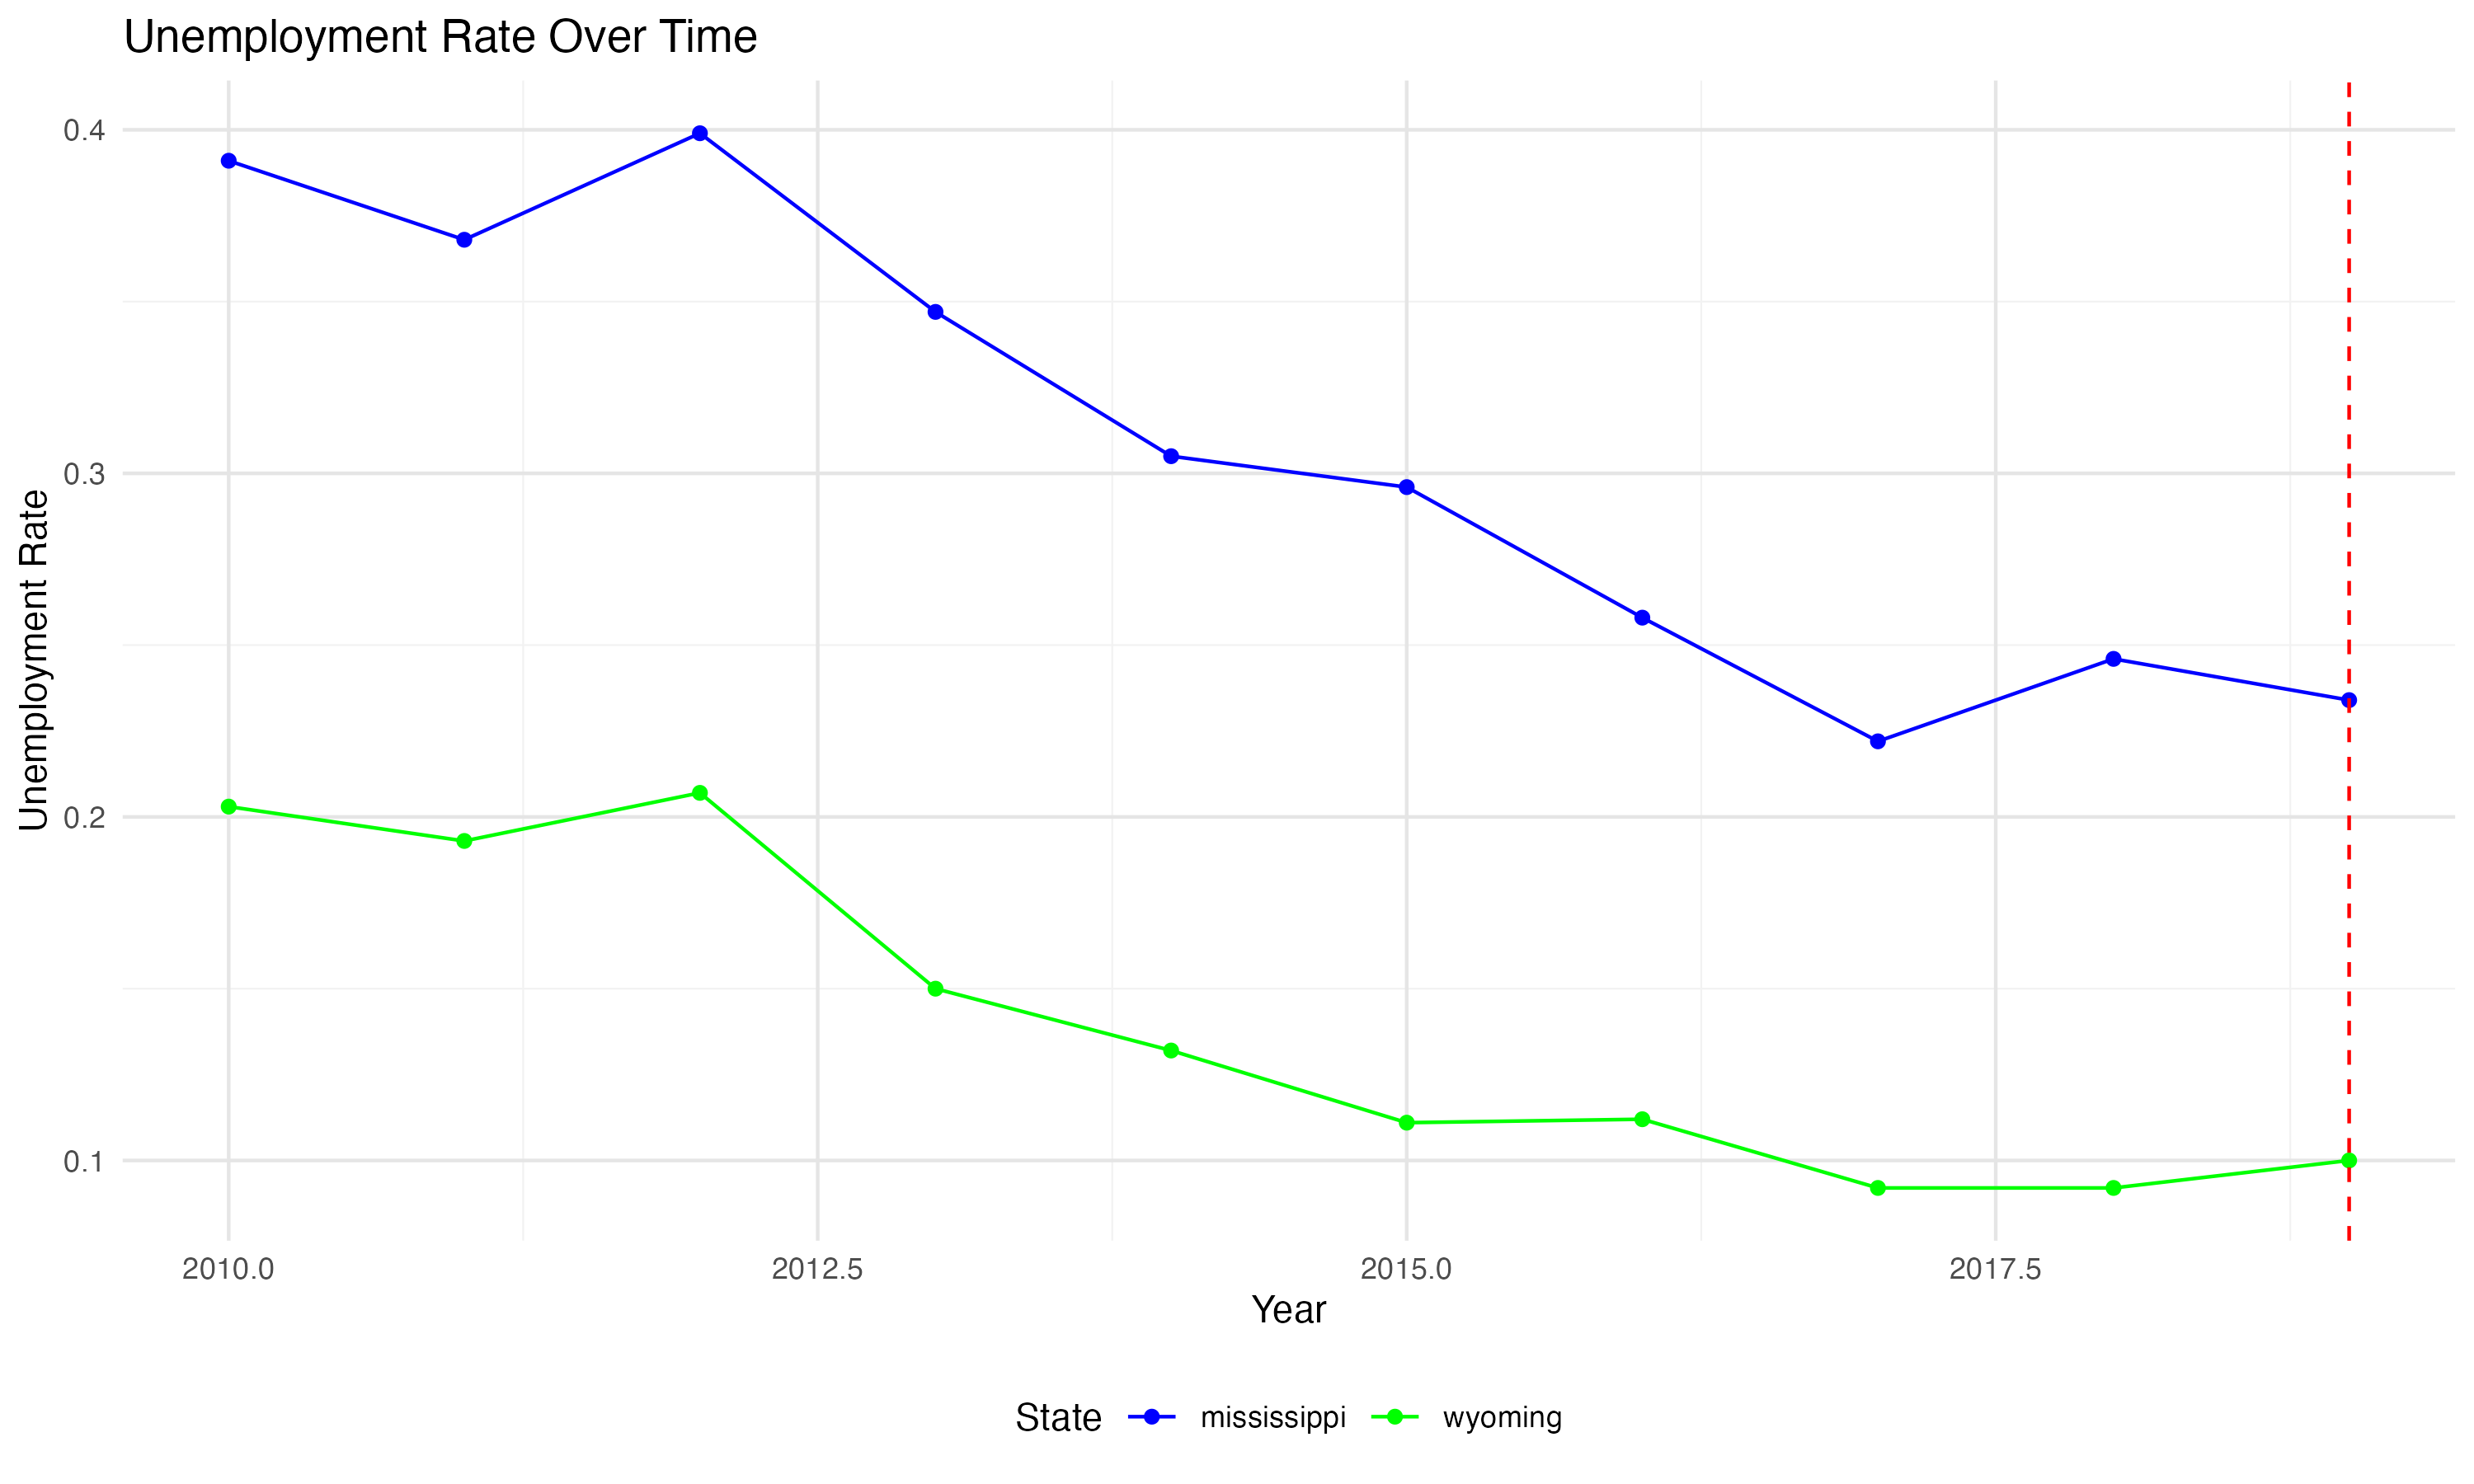 Unemployment Rate Over Time
Unemployment Rate
0.4
0.3
0.2
0.1
2010.0 2012.5 2015.0 2017.5
Year
State mississippi wyoming